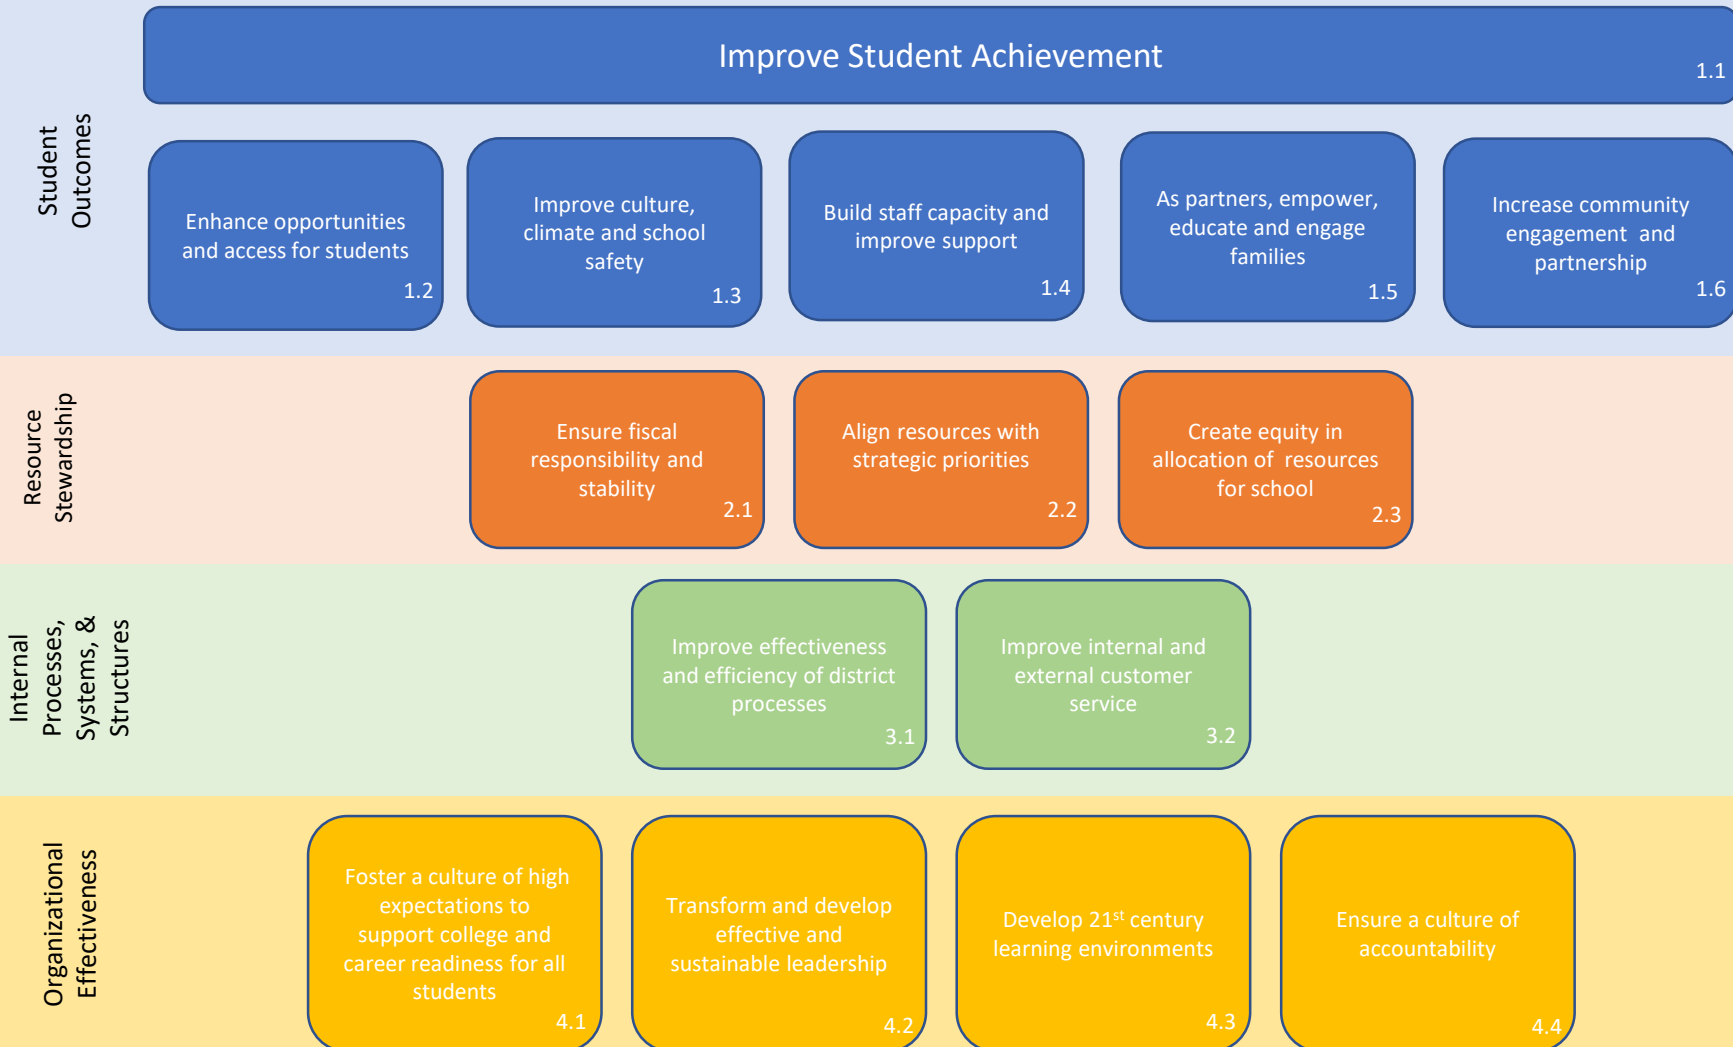 Student
Outcomes
Improve Student Achievement
1.1
Enhance opportunities
and access for students
1.2
Improve culture,
climate and school
safety
1.3
Build staff capacity and
improve support
1.4
As partners, empower,
educate and engage
families
1.5
Increase community
engagement and
partnership
1.6
Resource
Stewardship
Ensure fiscal
responsibility and
stability
2.1
Align resources with
strategic priorities
2.2
Create equity in
allocation of resources
for school
2.3
Internal
Processes,
Systems, &
Structures
Improve effectiveness
and efficiency of district
processes
3.1
Improve internal and
external customer
service
3.2
Organizational
Effectiveness
Foster a culture of high
expectations to
support college and
career readiness for all
students
4.1
Transform and develop
effective and
sustainable leadership
4.2
Develop 21st century
learning environments
4.3
Ensure a culture of
accountability
4.4